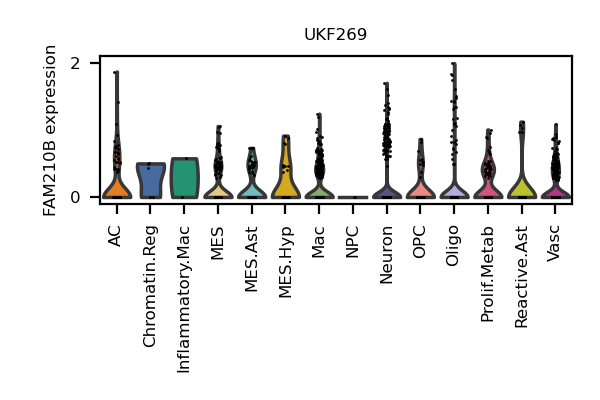 UKF269
FAM210B expression
2
0
AC
Chromatin.Reg
Inflammatory.Mac
MES
MES.Ast
MES.Hyp
Mac
NPC
Neuron
OPC
Oligo
Prolif.Metab
Reactive.Ast
Vasc